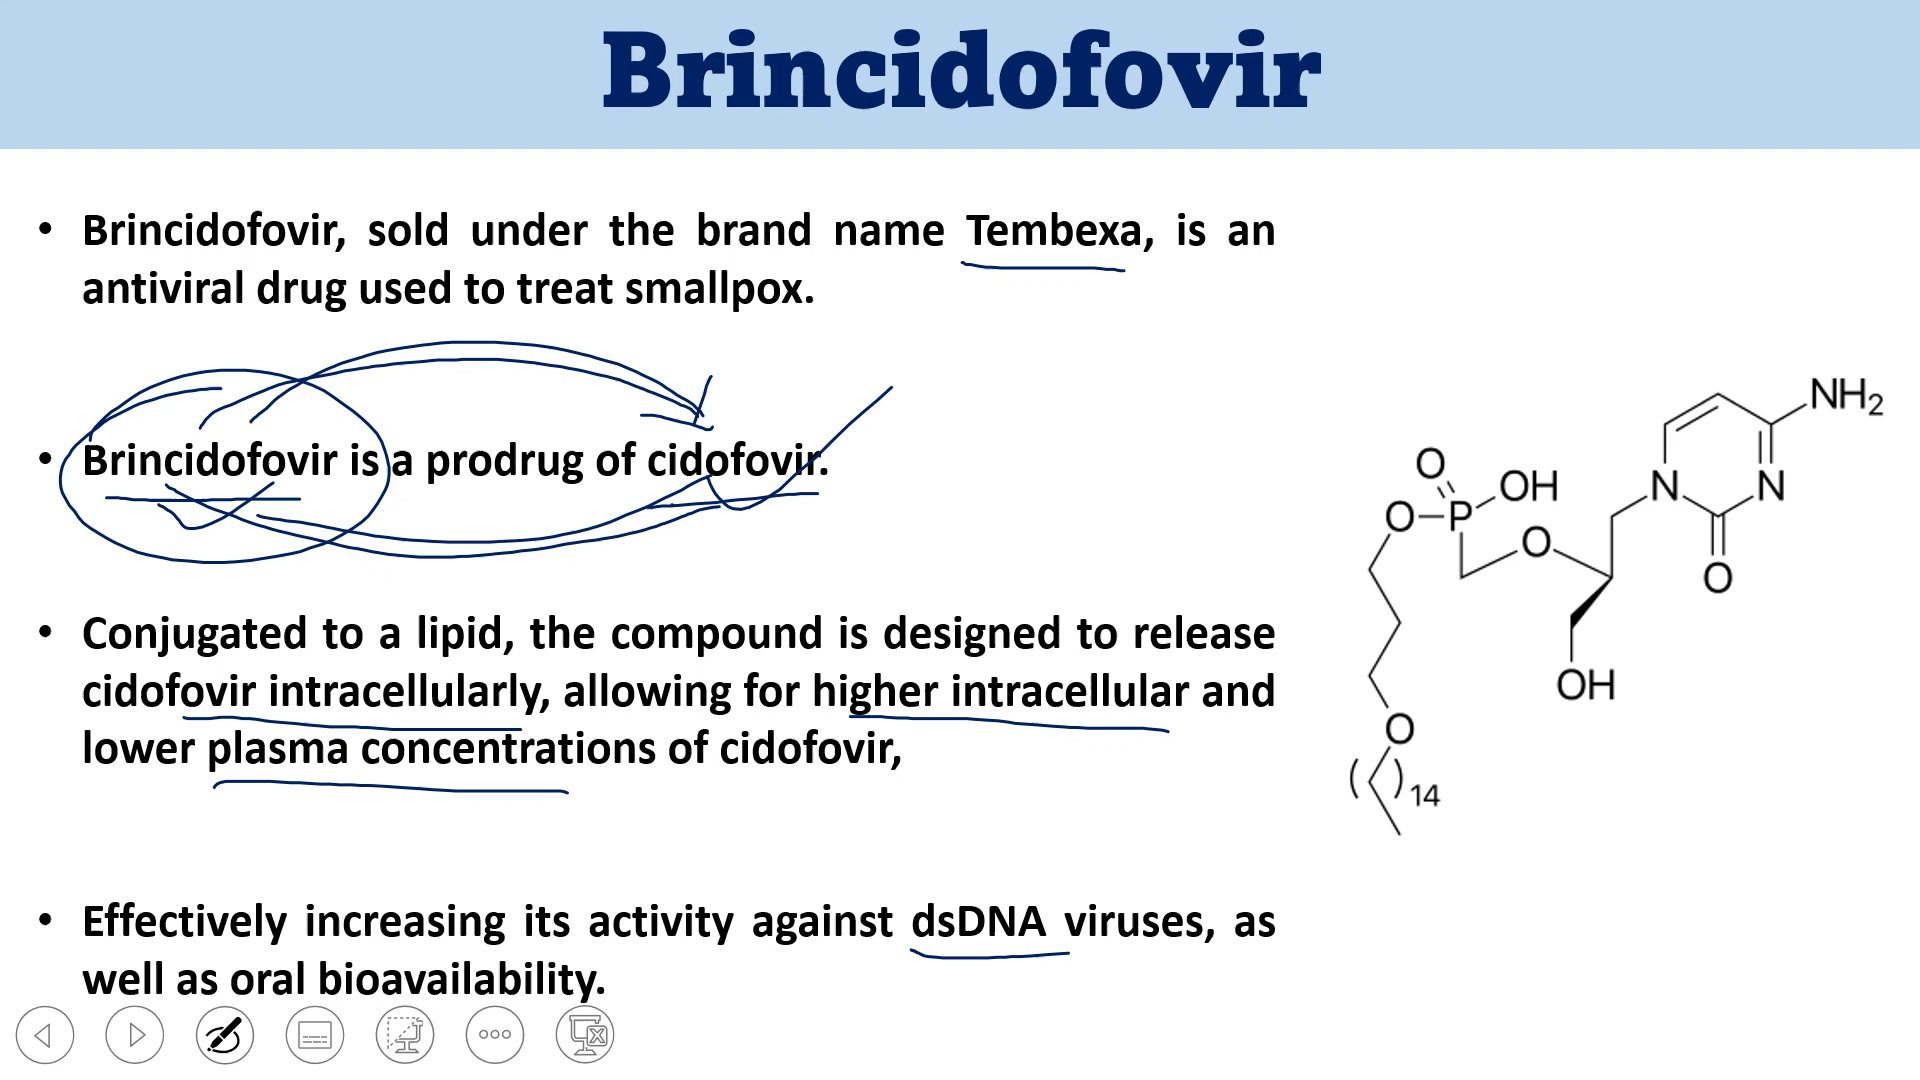 Brincidofovir
• Brincidofovir, sold under the brand name Tembexa, is an
antiviral drug used to treat smallpox.
• Brincidofovir is a prodrug of cidofovir.
• Conjugated to a lipid, the compound is designed to release
cidofovir intracellularly, allowing for higher intracellular and
lower plasma concentrations of cidofovir,
• Effectively increasing its activity against dsDNA viruses, as
well as oral bioavailability.
NH2
O
OH
N
N
O
P
O
O
OH
O
( )14